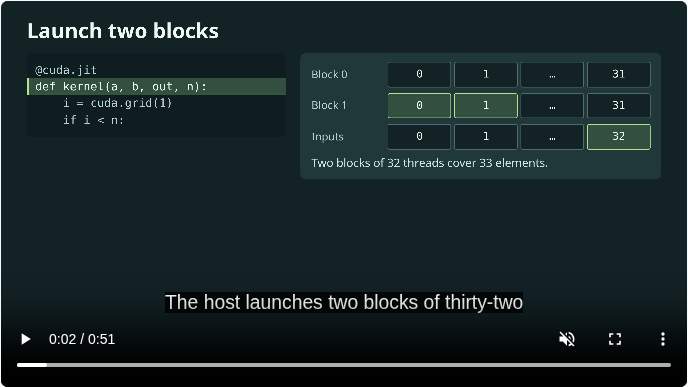 Launch two blocks
@cuda.jit
def kernel(a, b, out, n):
    i = cuda.grid(1)
    if i < n:
Block 0 0 1 … 31
Block 1 0 1 … 31
Inputs 0 1 … 32
Two blocks of 32 threads cover 33 elements.
The host launches two blocks of thirty-two
0:02 / 0:51